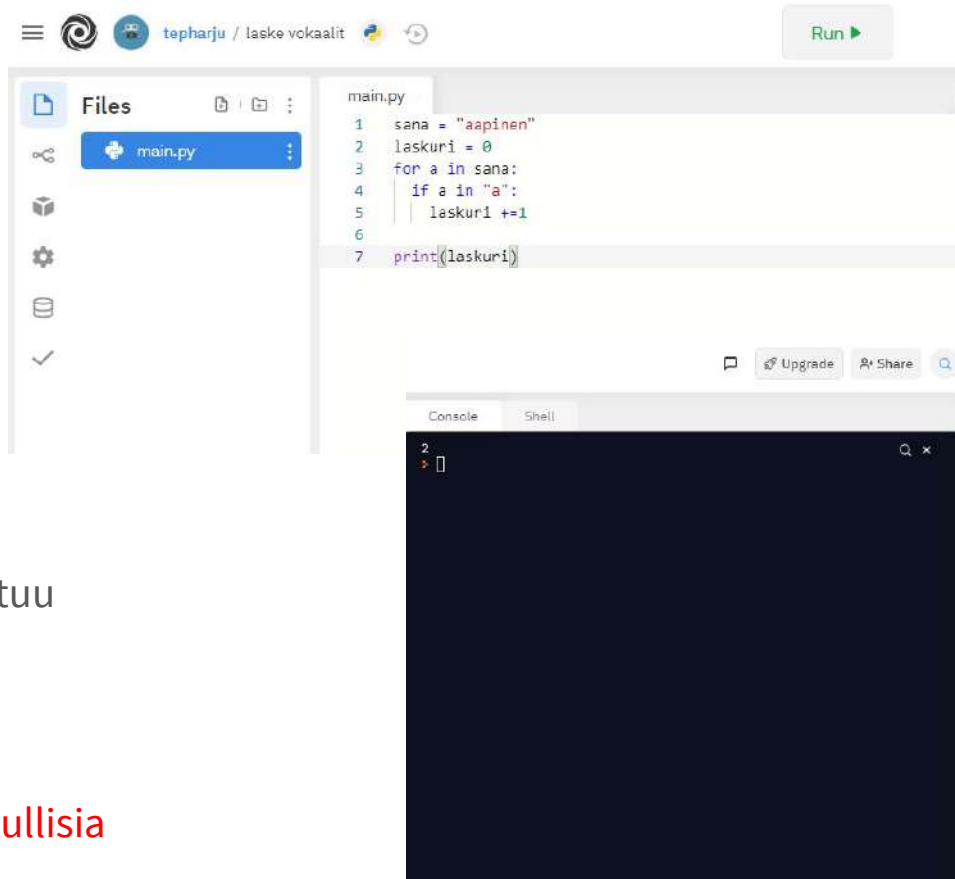 tepharju / laske vokaalit
Run
Files
main.py
main.py
1 sana = "aapinen"
2 laskuri = 0
3 for a in sana:
4 if a in "a":
5 laskuri +=1
6
7 print(laskuri)
Upgrade
Share
Console Shell
2
tuu
ullisia